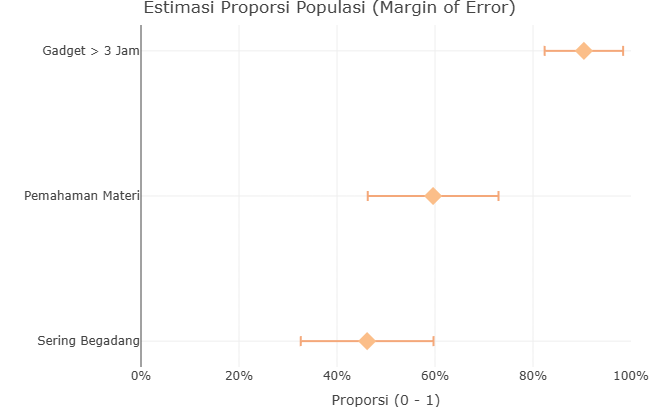 Estimasi Proporsi Populasi (Margin of Error)
Gadget > 3 Jam
Pemahaman Materi
Sering Begadang
0%
20%
40%
60%
80%
100%
Proporsi (0 - 1)